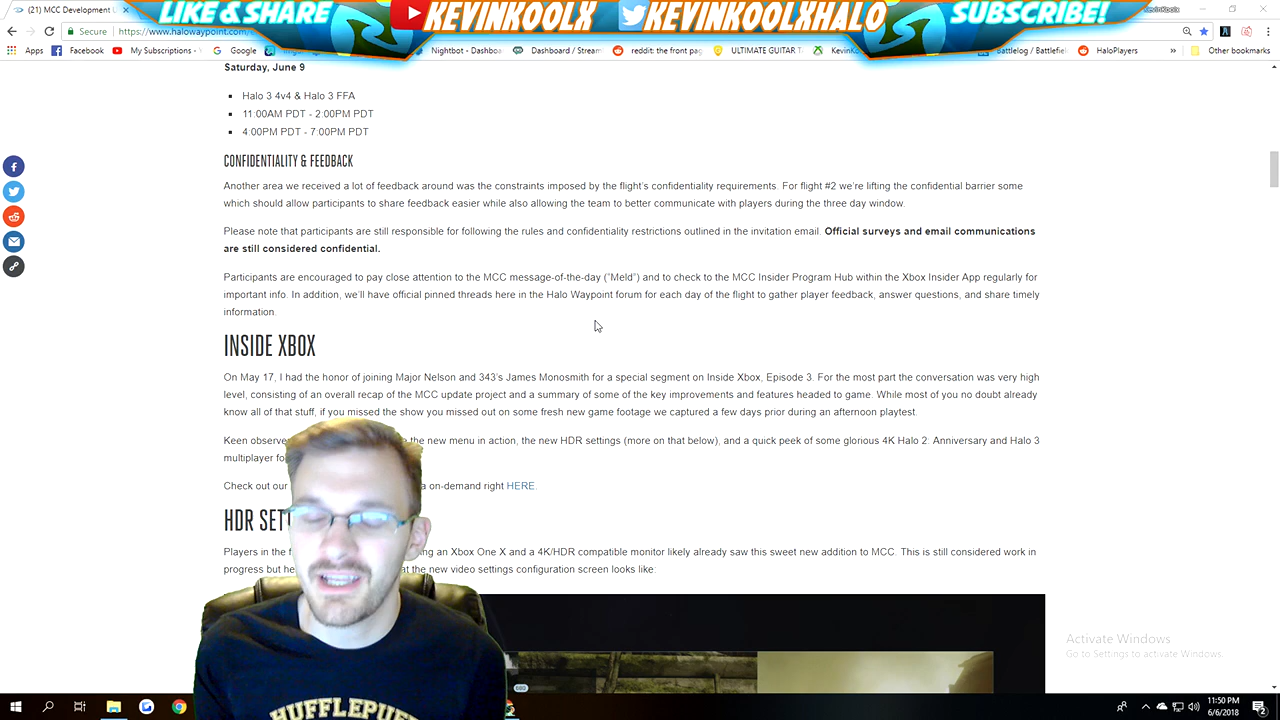 LIKE & SHARE
KEVINKOOLX
KEVINKOOLXHALO
SUBSCRIBE!
(21) MCC Development U
KevinKoolx
Secure
https://www.halowaypoint.com/
Apps
Facebook
My Subscriptions -
Google
Nightbot - Dashboa
Dashboard / Stream
reddit: the front pag
ULTIMATE GUITAR T
KevinKo
battlelog / Battlefiel
HaloPlayers
»
Other bookmarks
Saturday, June 9
Halo 3 4v4 & Halo 3 FFA
11:00AM PDT - 2:00PM PDT
4:00PM PDT - 7:00PM PDT
CONFIDENTIALITY & FEEDBACK
Another area we received a lot of feedback around was the constraints imposed by the flight's confidentiality requirements. For flight #2 we're lifting the confidential barrier some
which should allow participants to share feedback easier while also allowing the team to better communicate with players during the three day window.
Please note that participants are still responsible for following the rules and confidentiality restrictions outlined in the invitation email. Official surveys and email communications
are still considered confidential.
Participants are encouraged to pay close attention to the MCC message-of-the-day ("Meld") and to check to the MCC Insider Program Hub within the Xbox Insider App regularly for
important info. In addition, we'll have official pinned threads here in the Halo Waypoint forum for each day of the flight to gather player feedback, answer questions, and share timely
information.
INSIDE XBOX
On May 17, I had the honor of joining Major Nelson and 343's James Monosmith for a special segment on Inside Xbox, Episode 3. For the most part the conversation was very high
level, consisting of an overall recap of the MCC update project and a summary of some of the key improvements and features headed to game. While most of you no doubt already
know all of that stuff, if you missed the show you missed out on some fresh new game footage we captured a few days prior during an afternoon playtest.
Keen observe the new menu in action, the new HDR settings (more on that below), and a quick peek of some glorious 4K Halo 2: Anniversary and Halo 3
multiplayer fo
Check out our a on-demand right HERE.
HDR SET
Players in the f ng an Xbox One X and a 4K/HDR compatible monitor likely already saw this sweet new addition to MCC. This is still considered work in
progress but he at the new video settings configuration screen looks like:
Activate Windows
Go to Settings to activate Windows.
HUFFLEPUFF
11:50 PM
6/6/2018
2